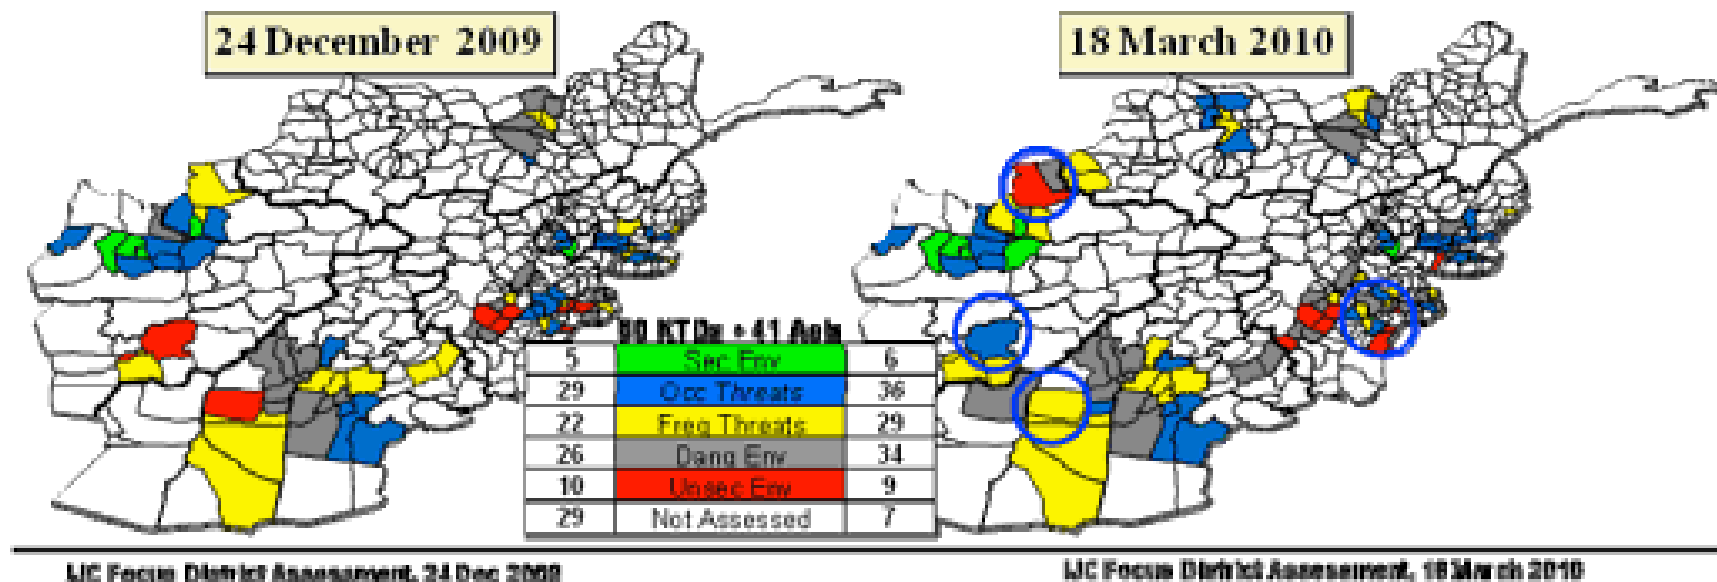 24 December 2009
18 March 2010
80 KTDs + 41 AoIs
5 Sec Env 6
29 Occ Threats 36
22 Freq Threats 29
26 Dang Env 34
10 Unsec Env 9
29 Not Assessed 7
IJC Focus District Assessment, 24 Dec 2009
IJC Focus District Assessment, 18 March 2010